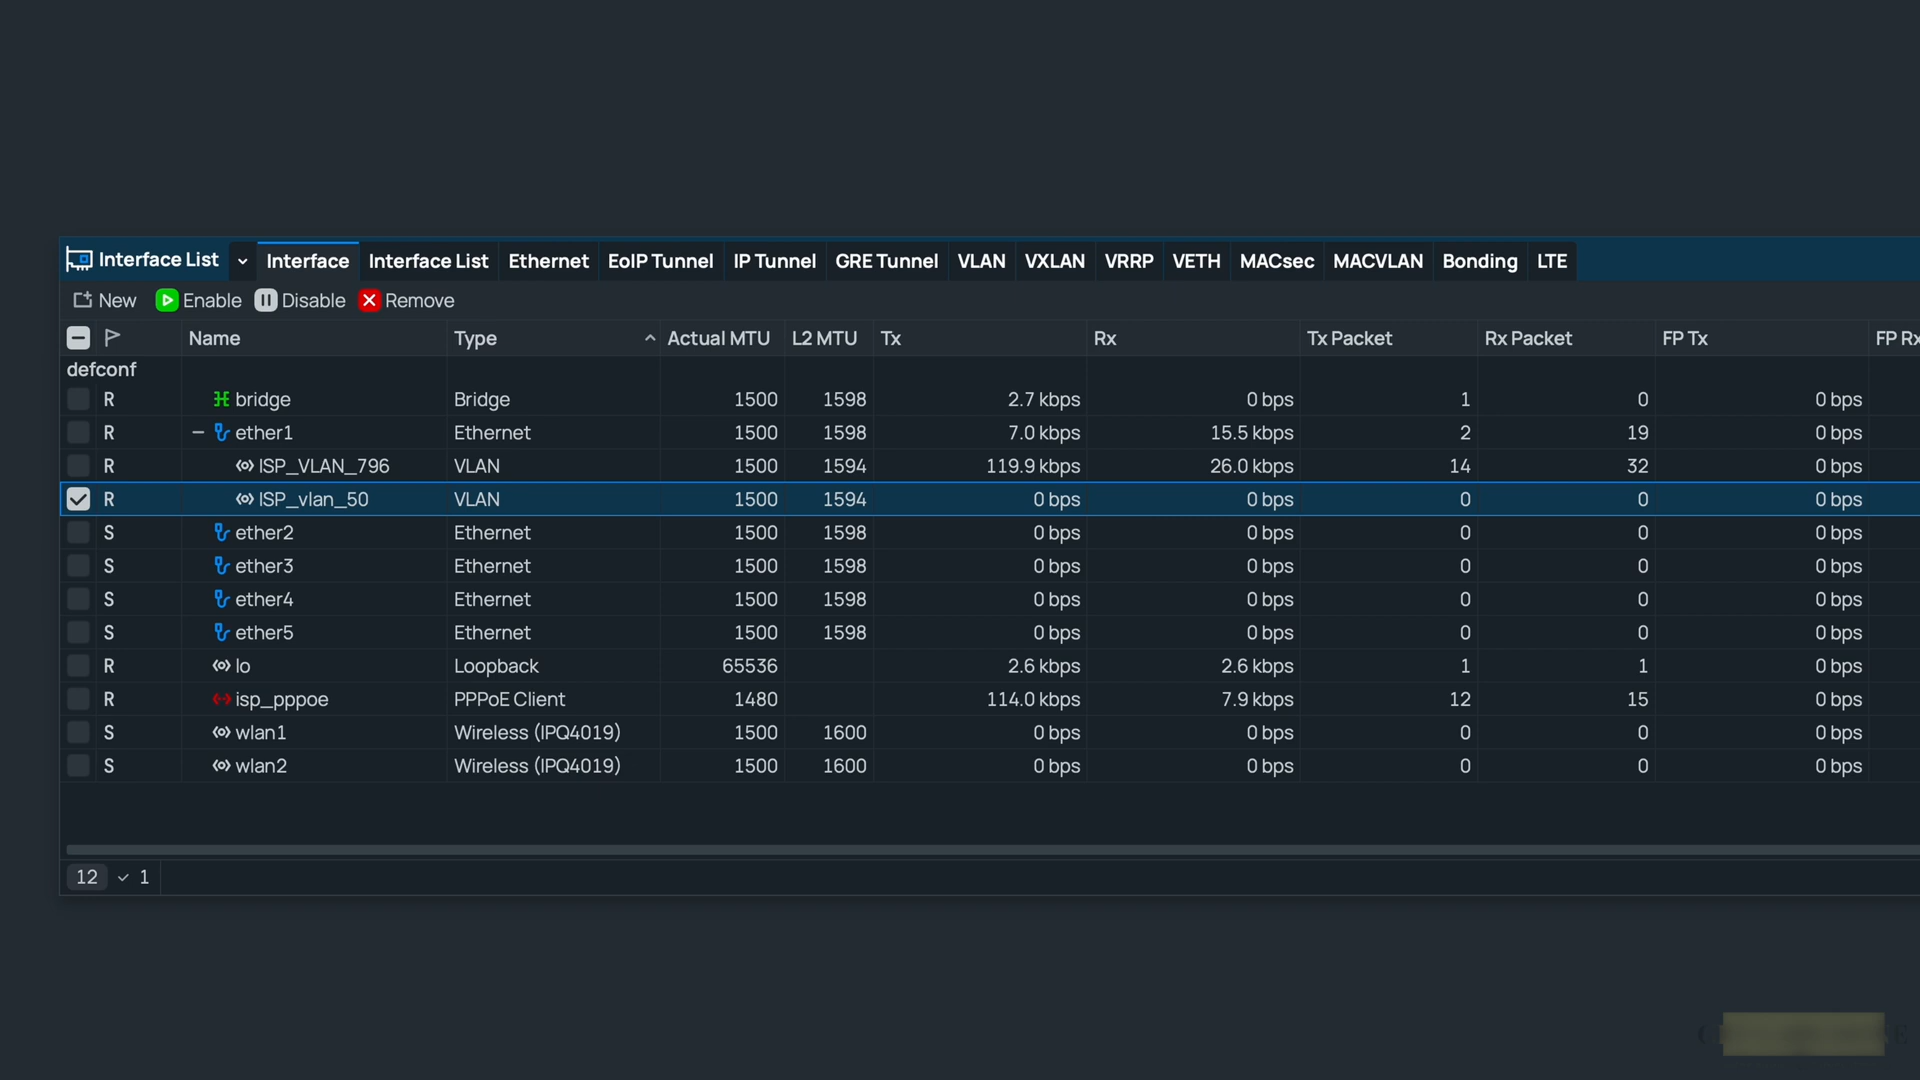 Interface List Interface Interface List Ethernet EoIP Tunnel IP Tunnel GRE Tunnel VLAN VXLAN VRRP VETH MACsec MACVLAN Bonding LTE
New Enable Disable Remove
Name Type Actual MTU L2 MTU Tx Rx Tx Packet Rx Packet FP Tx FP Rx
defconf
R bridge Bridge 1500 1598 2.7 kbps 0 bps 1 0 0 bps
R ether1 Ethernet 1500 1598 7.0 kbps 15.5 kbps 2 19 0 bps
R ISP_VLAN_796 VLAN 1500 1594 119.9 kbps 26.0 kbps 14 32 0 bps
R ISP_vlan_50 VLAN 1500 1594 0 bps 0 bps 0 0 0 bps
S ether2 Ethernet 1500 1598 0 bps 0 bps 0 0 0 bps
S ether3 Ethernet 1500 1598 0 bps 0 bps 0 0 0 bps
S ether4 Ethernet 1500 1598 0 bps 0 bps 0 0 0 bps
S ether5 Ethernet 1500 1598 0 bps 0 bps 0 0 0 bps
R lo Loopback 65536 2.6 kbps 2.6 kbps 1 1 0 bps
R isp_pppoe PPPoE Client 1480 114.0 kbps 7.9 kbps 12 15 0 bps
S wlan1 Wireless (IPQ4019) 1500 1600 0 bps 0 bps 0 0 0 bps
S wlan2 Wireless (IPQ4019) 1500 1600 0 bps 0 bps 0 0 0 bps
12 1